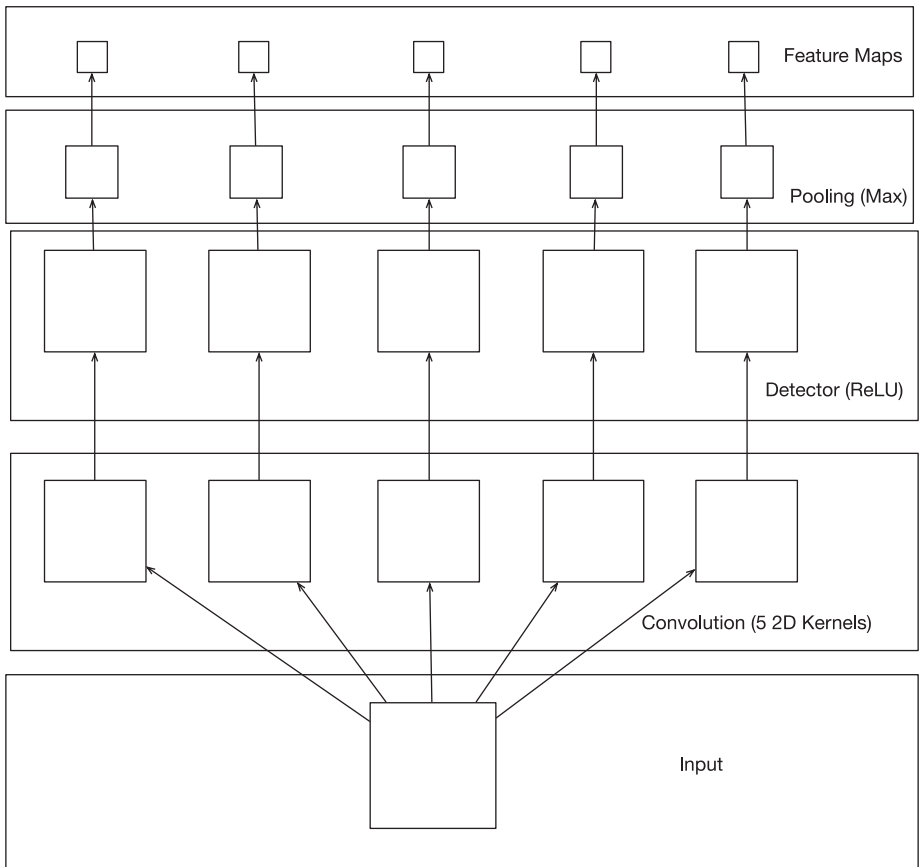 Feature Maps
Pooling (Max)
Detector (ReLU)
Convolution (5 2D Kernels)
Input